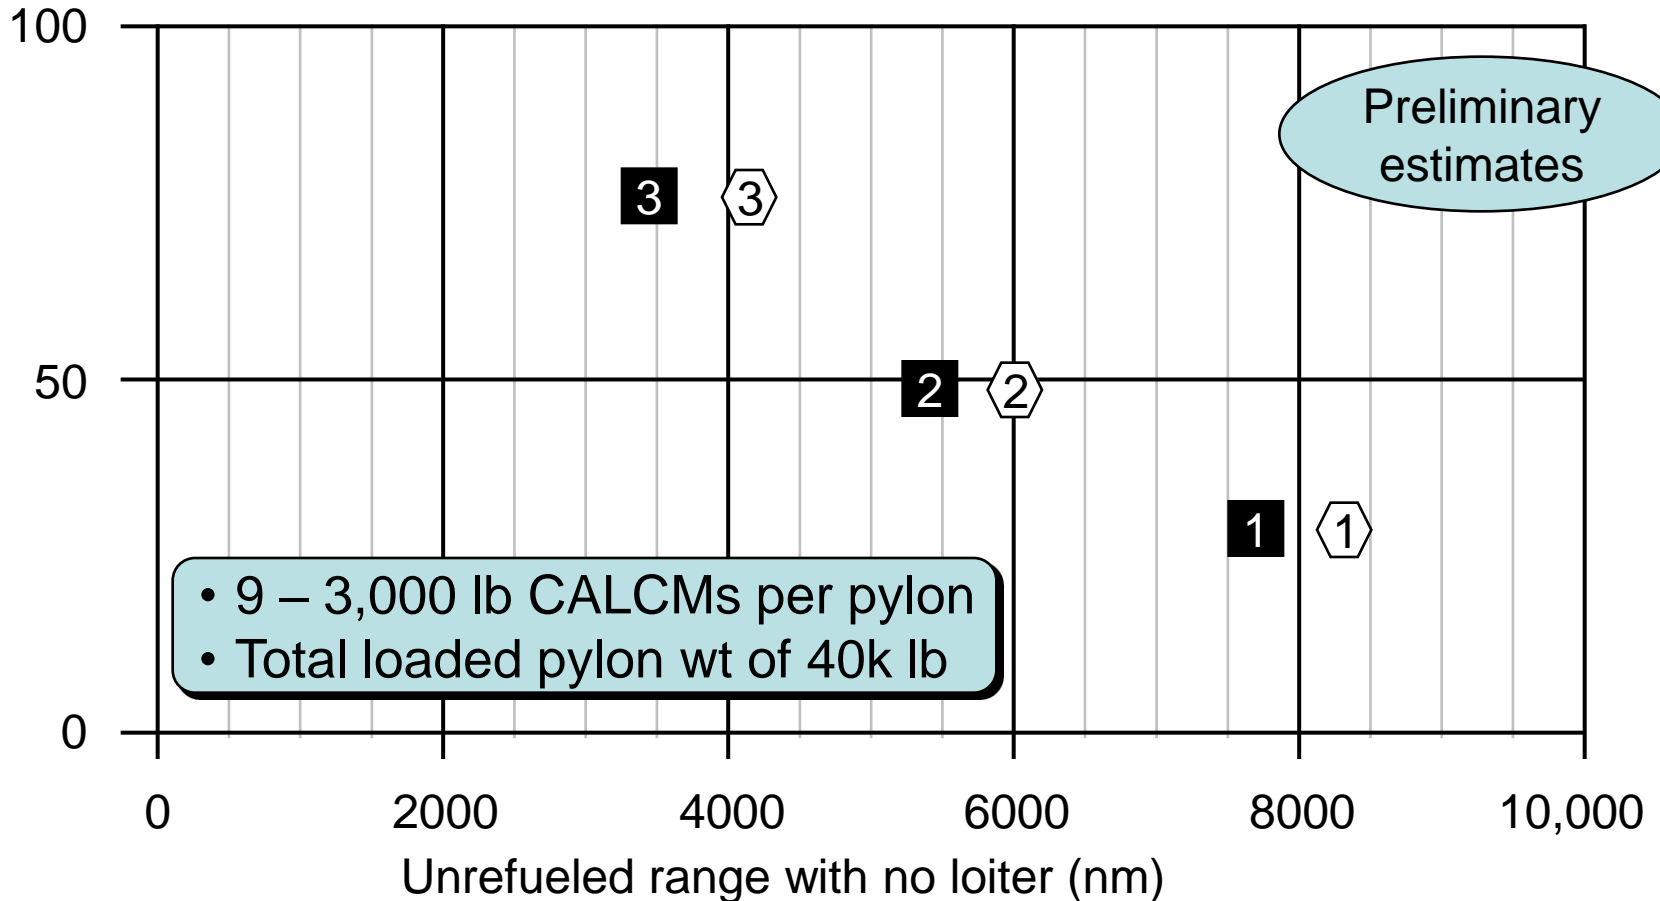 100
Preliminary
estimates
3 3
50
2 2
1 1
• 9 – 3,000 lb CALCMs per pylon
• Total loaded pylon wt of 40k lb
0
0 2000 4000 6000 8000 10,000
Unrefueled range with no loiter (nm)